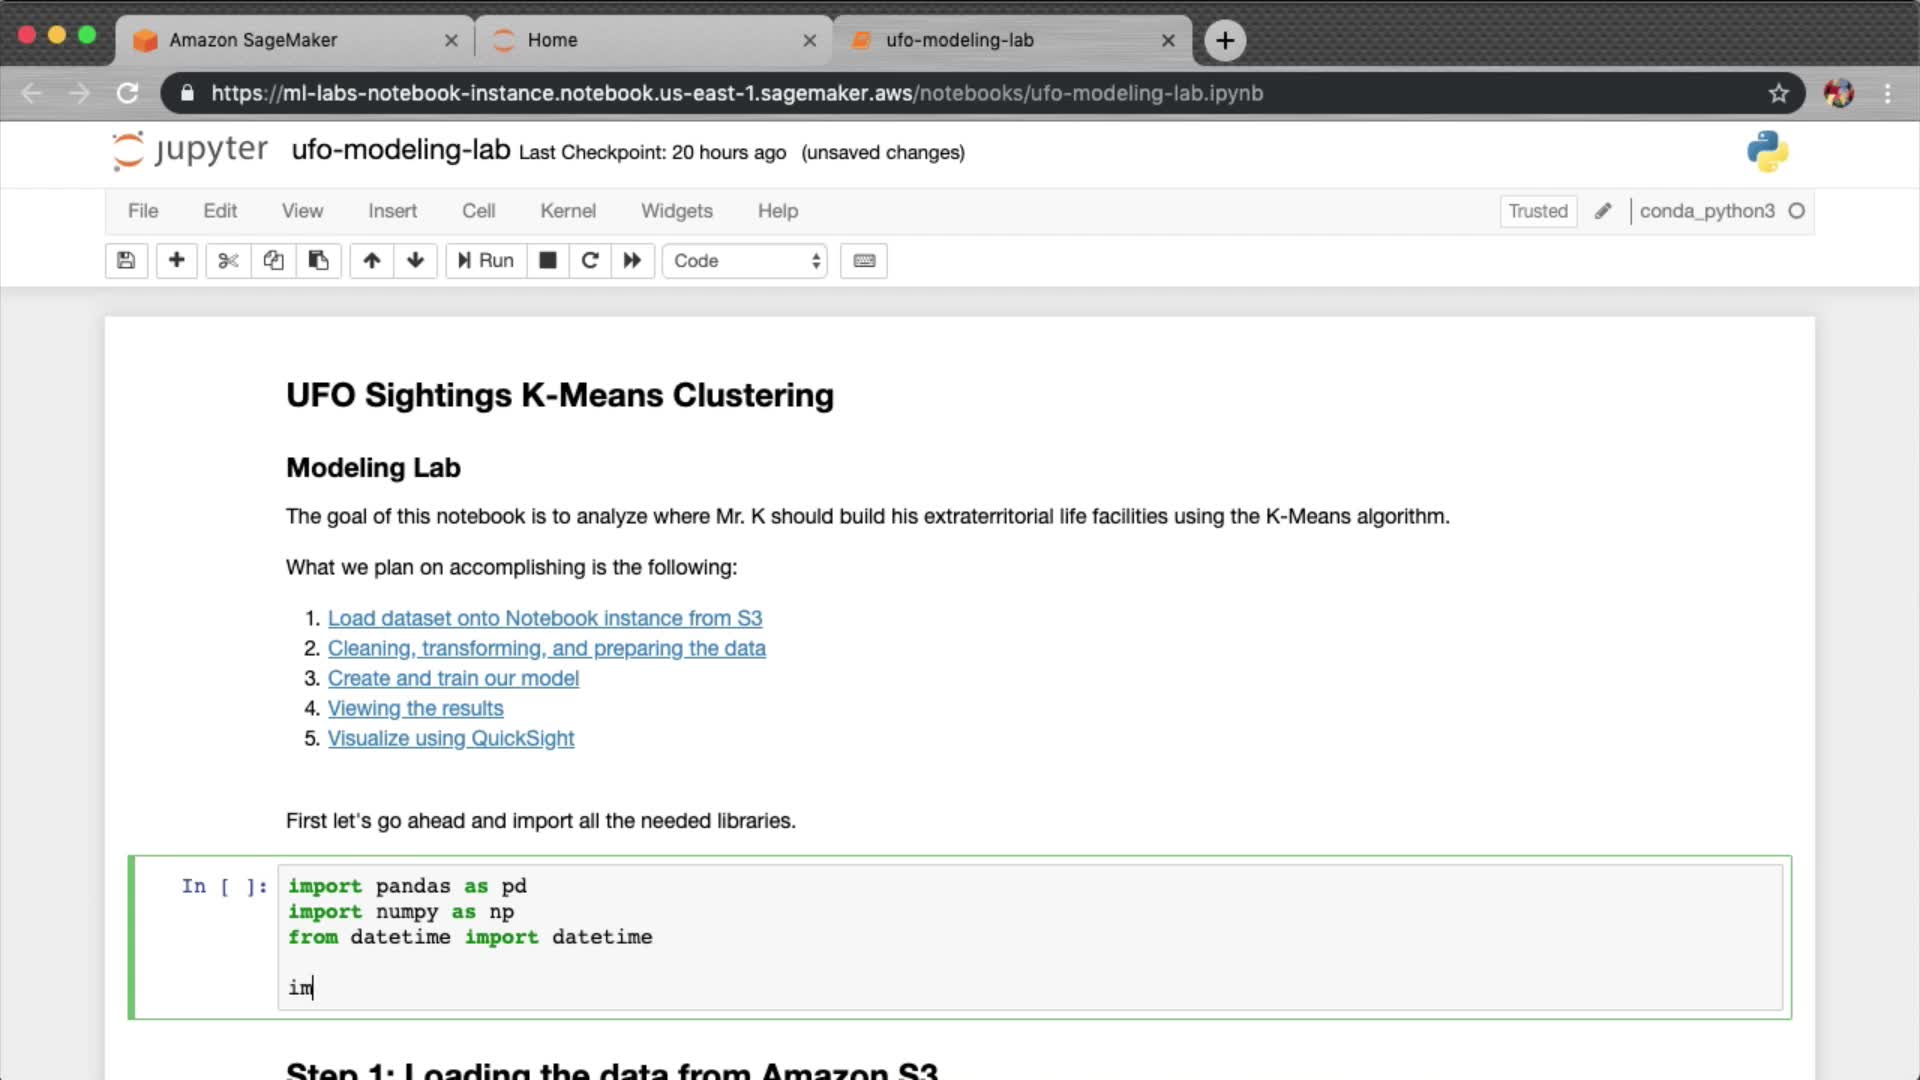 Amazon SageMaker
Home
ufo-modeling-lab
https://ml-labs-notebook-instance.notebook.us-east-1.sagemaker.aws/notebooks/ufo-modeling-lab.ipynb
jupyter ufo-modeling-lab Last Checkpoint: 20 hours ago (unsaved changes)
File Edit View Insert Cell Kernel Widgets Help Trusted conda_python3
Run Code
UFO Sightings K-Means Clustering
Modeling Lab
The goal of this notebook is to analyze where Mr. K should build his extraterritorial life facilities using the K-Means algorithm.
What we plan on accomplishing is the following:
1. Load dataset onto Notebook instance from S3
2. Cleaning, transforming, and preparing the data
3. Create and train our model
4. Viewing the results
5. Visualize using QuickSight
First let's go ahead and import all the needed libraries.
In [ ]: import pandas as pd
import numpy as np
from datetime import datetime
im
Step 1: Loading the data from Amazon S3